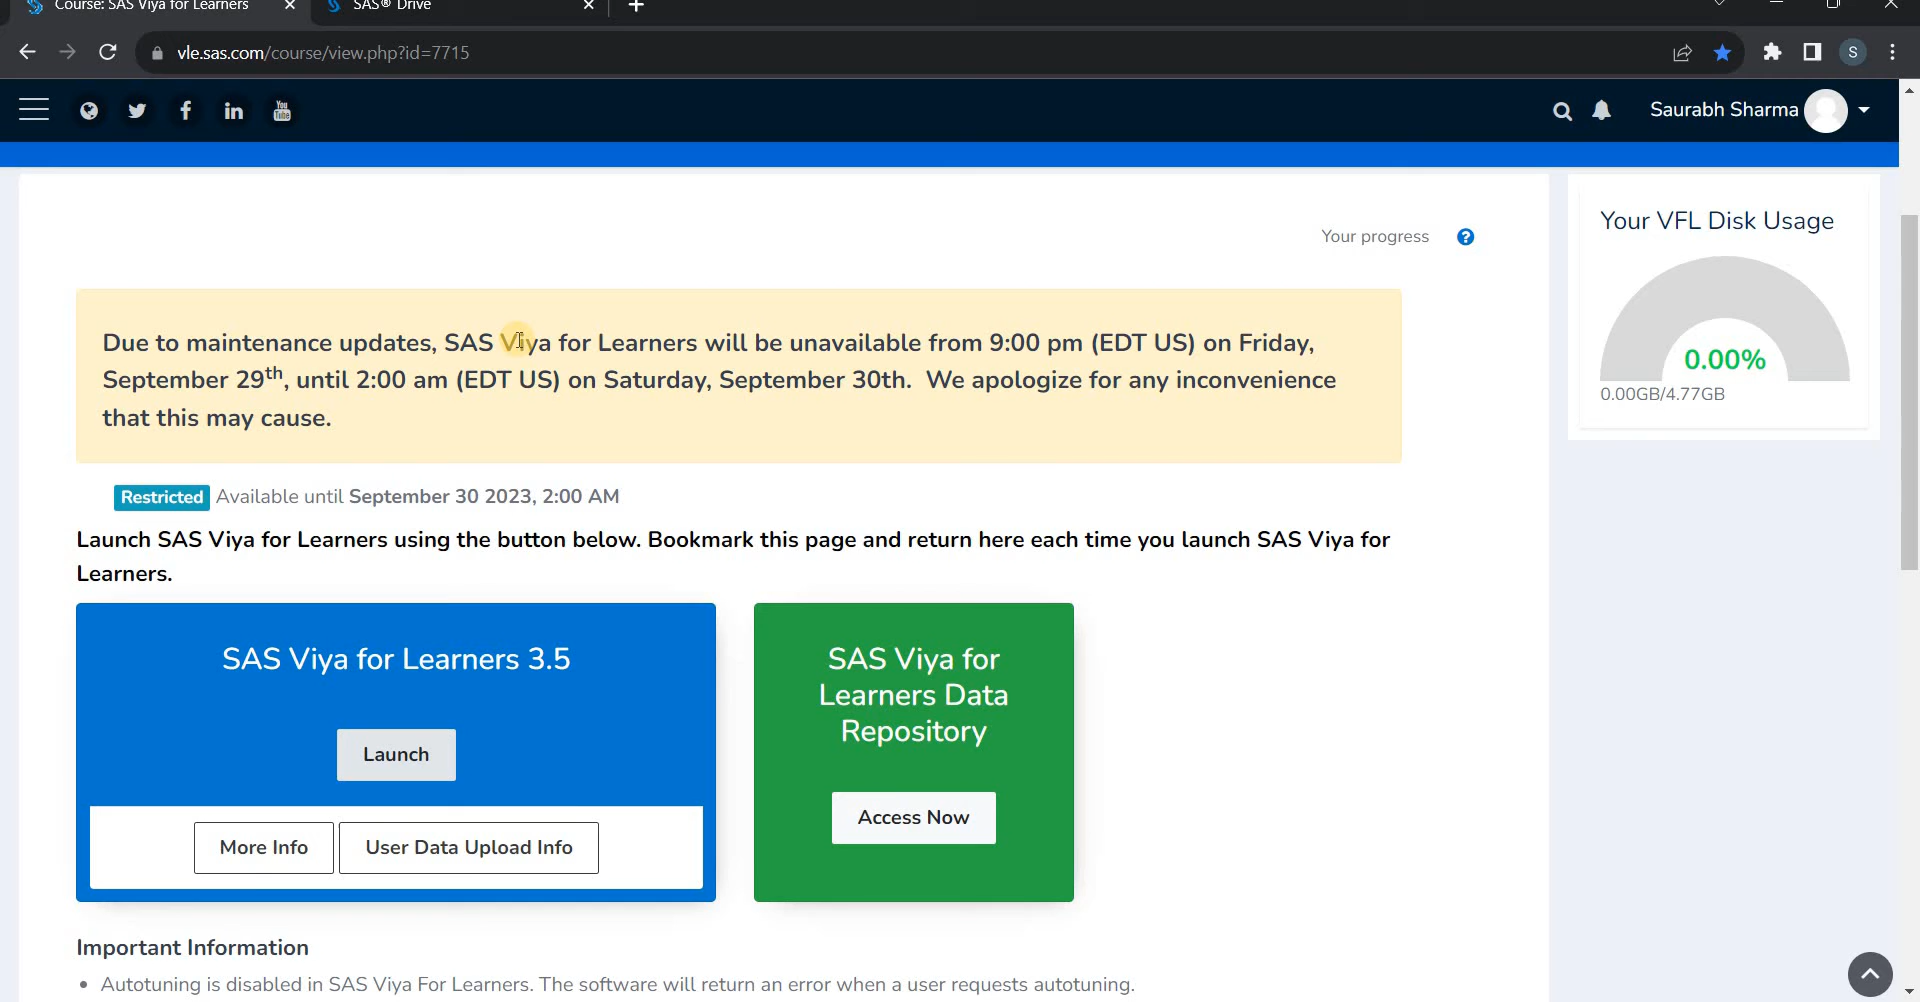 Course: SAS Viya for Learners
SAS® Drive
vle.sas.com/course/view.php?id=7715
S
You
Tube
Saurabh Sharma
Your progress
Your VFL Disk Usage
0.00%
0.00GB/4.77GB
Due to maintenance updates, SAS Viya for Learners will be unavailable from 9:00 pm (EDT US) on Friday,
September 29th, until 2:00 am (EDT US) on Saturday, September 30th. We apologize for any inconvenience
that this may cause.
Restricted Available until September 30 2023, 2:00 AM
Launch SAS Viya for Learners using the button below. Bookmark this page and return here each time you launch SAS Viya for
Learners.
SAS Viya for Learners 3.5
Launch
More Info
User Data Upload Info
SAS Viya for
Learners Data
Repository
Access Now
Important Information
• Autotuning is disabled in SAS Viya For Learners. The software will return an error when a user requests autotuning.